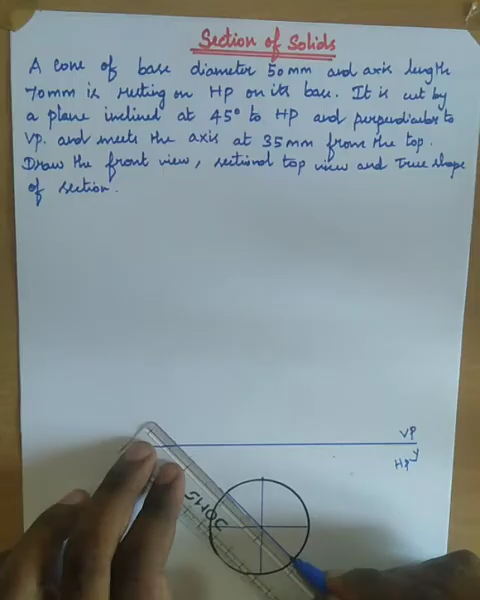 Section of Solids
A cone of base diameter 50mm and axis length
70mm is resting on HP on its base. It is cut by
a plane inclined at 45° to HP and perpendicular to
VP. and meets the axis at 35mm from the top.
Draw the front view, sectional top view and True shape
of section.
VP
HP y